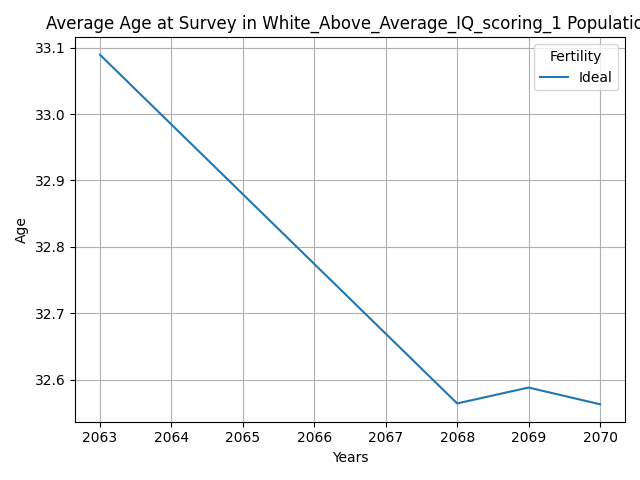 Average Age at Survey in White_Above_Average_IQ_scoring_1 Populatio
33.1
33.0
32.9
32.8
32.7
32.6
Age
Fertility
Ideal
2063 2064 2065 2066 2067 2068 2069 2070
Years